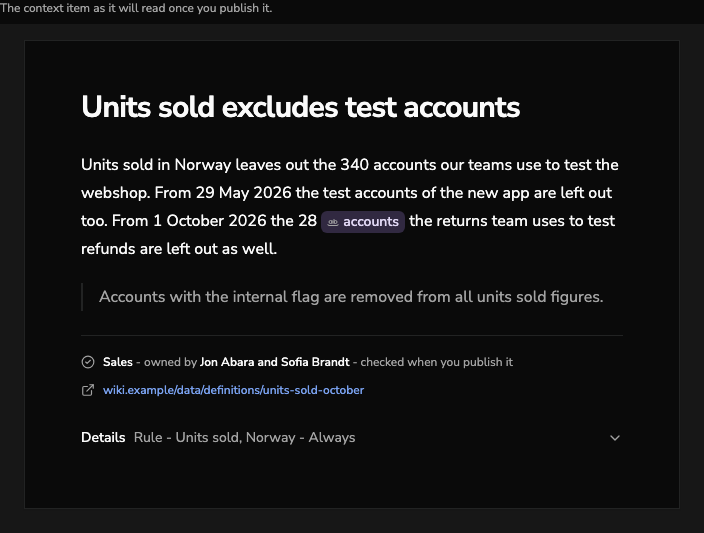 The context item as it will read once you publish it.
Units sold excludes test accounts
Units sold in Norway leaves out the 340 accounts our teams use to test the
webshop. From 29 May 2026 the test accounts of the new app are left out
too. From 1 October 2026 the 28 accounts the returns team uses to test
refunds are left out as well.
Accounts with the internal flag are removed from all units sold figures.
Sales - owned by Jon Abara and Sofia Brandt - checked when you publish it
wiki.example/data/definitions/units-sold-october
Details Rule - Units sold, Norway - Always